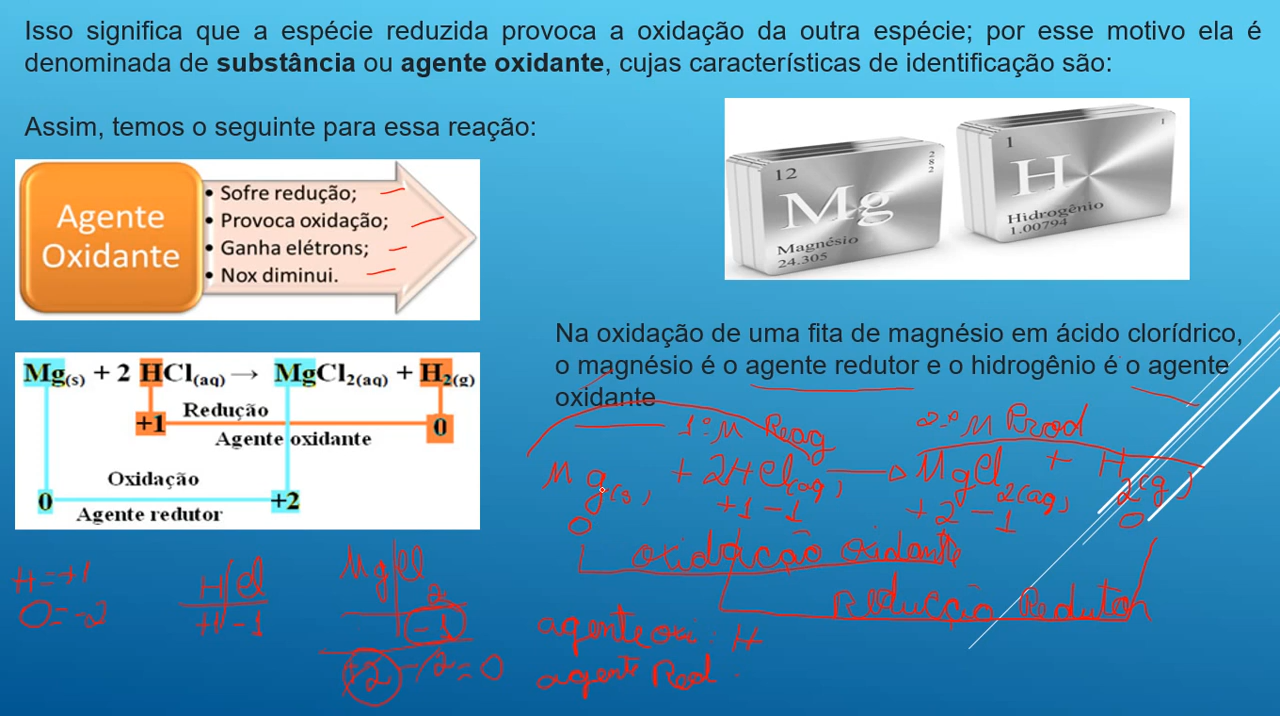 Isso significa que a espécie reduzida provoca a oxidação da outra espécie; por esse motivo ela é
denominada de substância ou agente oxidante, cujas características de identificação são:
Assim, temos o seguinte para essa reação:
Agente
Oxidante
• Sofre redução;
• Provoca oxidação;
• Ganha elétrons;
• Nox diminui.
12
Mg
Magnésio
24.305
1
1
H
Hidrogênio
1.00794
Mg(s) + 2 HCl(aq) → MgCl2(aq) + H2(g)
Redução
+1
0
Agente oxidante
Oxidação
0
+2
Agente redutor
Na oxidação de uma fita de magnésio em ácido clorídrico,
o magnésio é o agente redutor e o hidrogênio é o agente
oxidante
1º M Reag
2º M Prod
Mg(s) + 2HCl(aq) → MgCl2(aq) + H2(g)
0 +1 -1 +2 -1 0
oxidação oxidante
Redução Redutor
H=+1
O=-2
H Cl
+1 -1
Mg Cl2
-1
+2 -2=0
agente oxi: H
agente Red.